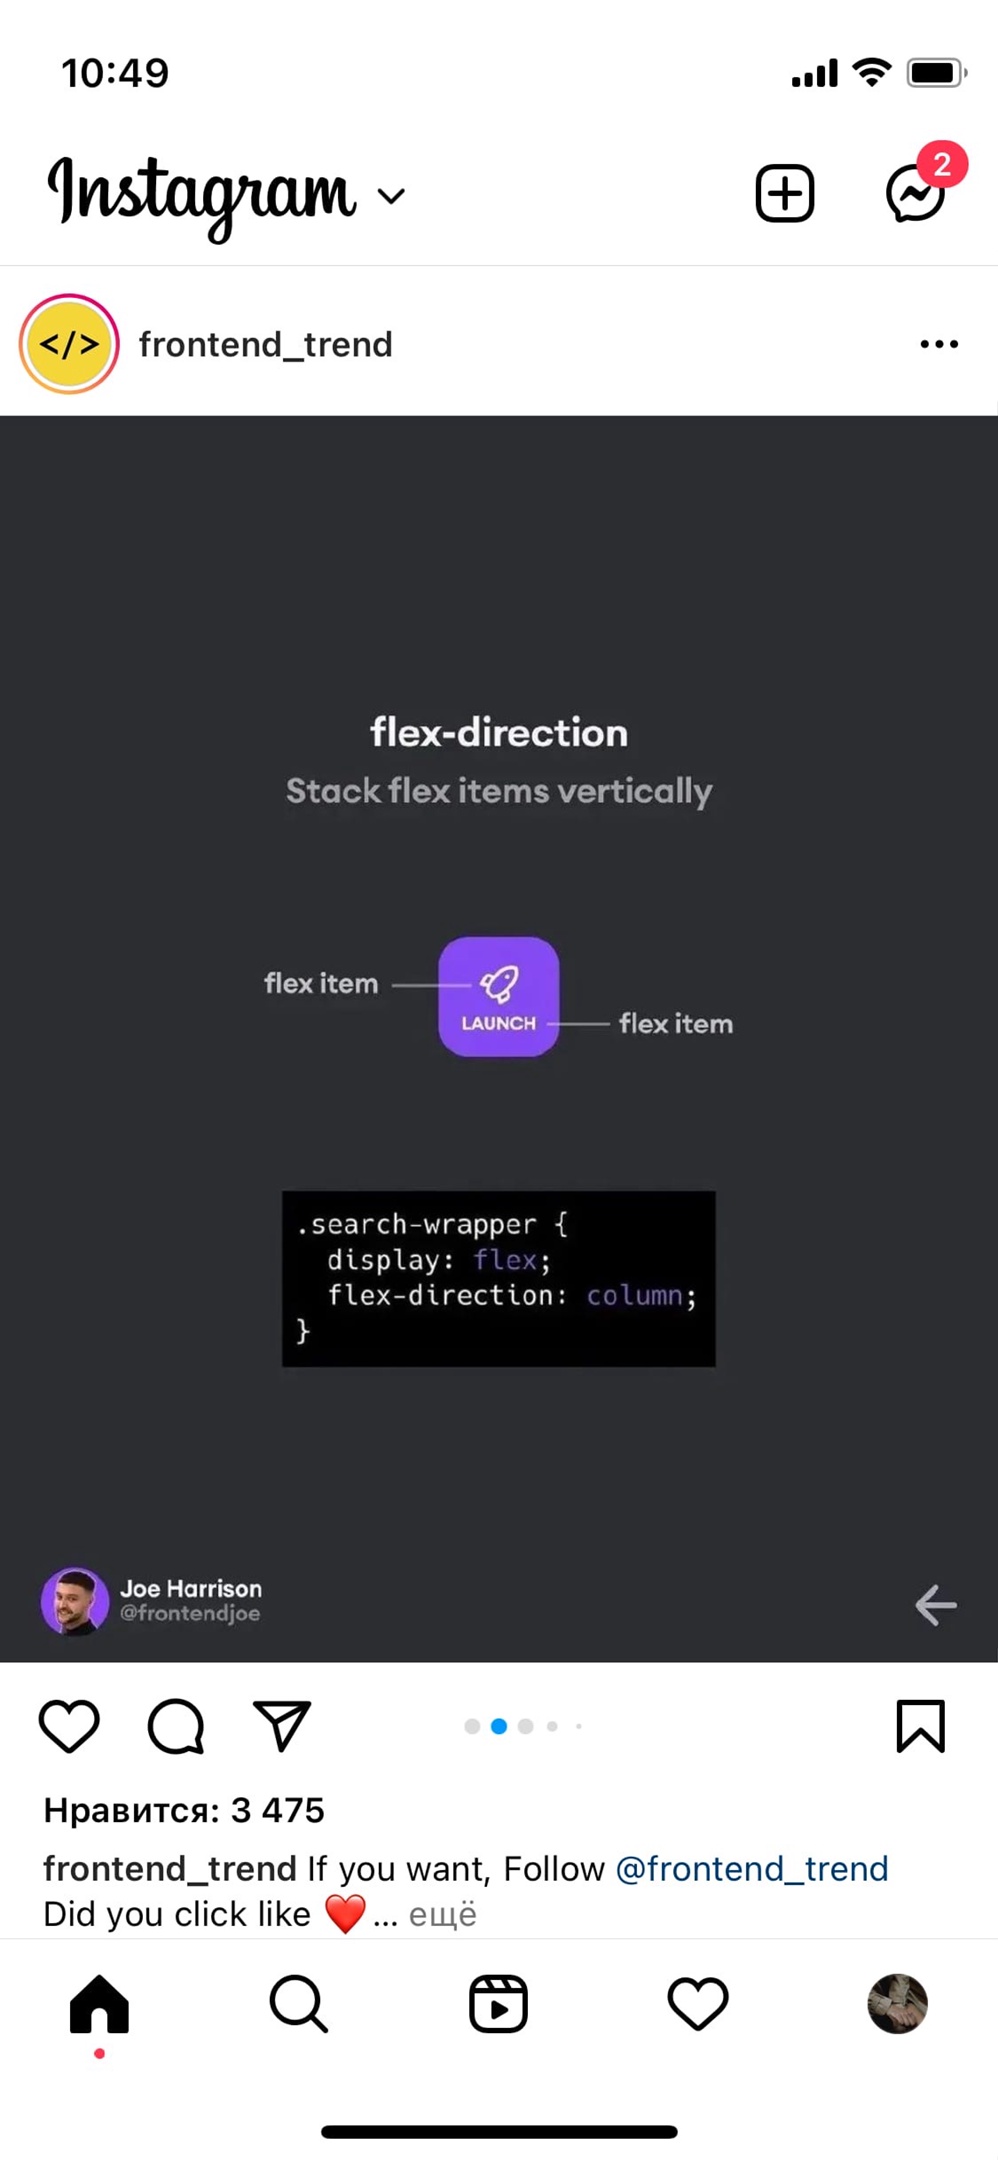 10:49
Instagram
2
</> frontend_trend
flex-direction
Stack flex items vertically
flex item
LAUNCH
flex item
.search-wrapper {
display: flex;
flex-direction: column;
}
Joe Harrison
@frontendjoe
Нравится: 3 475
frontend_trend If you want, Follow @frontend_trend
Did you click like ❤️... ещё